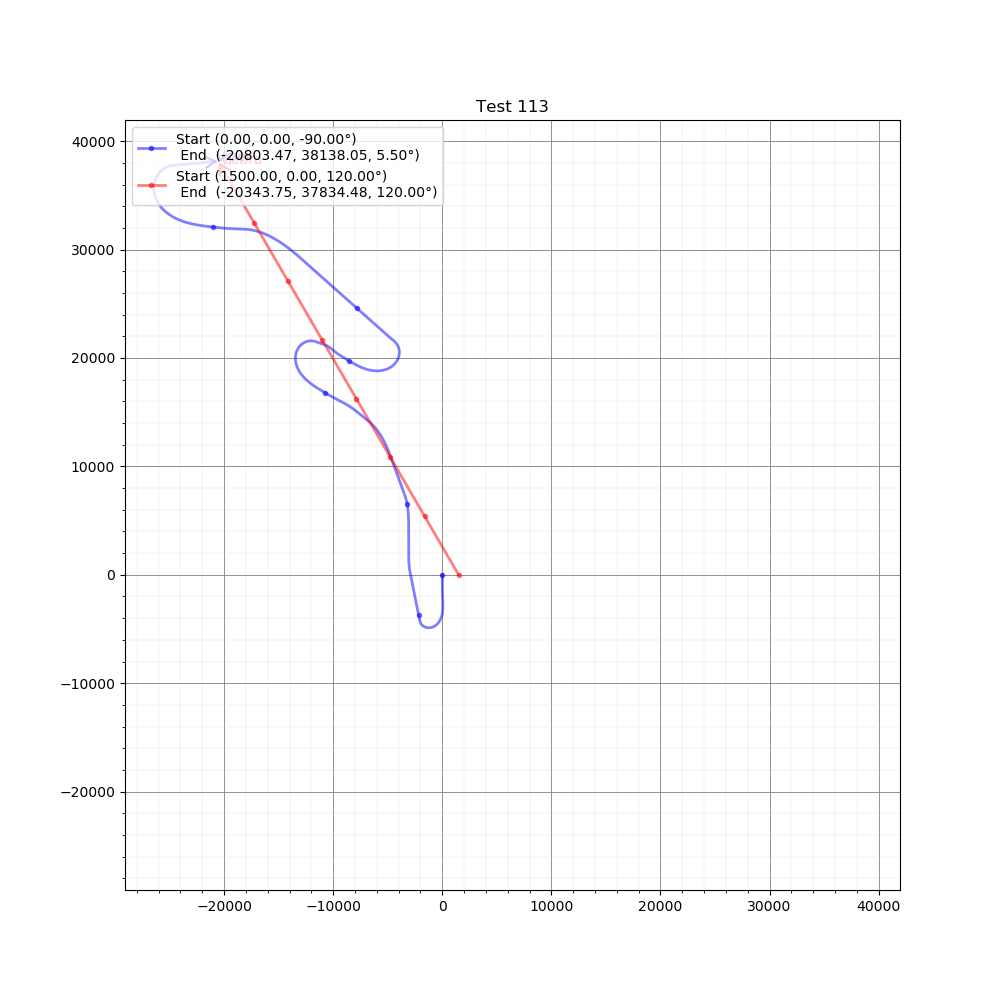 Test 113
Start (0.00, 0.00, -90.00°)
End (-20803.47, 38138.05, 5.50°)
Start (1500.00, 0.00, 120.00°)
End (-20343.75, 37834.48, 120.00°)
40000
30000
20000
10000
0
−10000
−20000
−20000 −10000 0 10000 20000 30000 40000